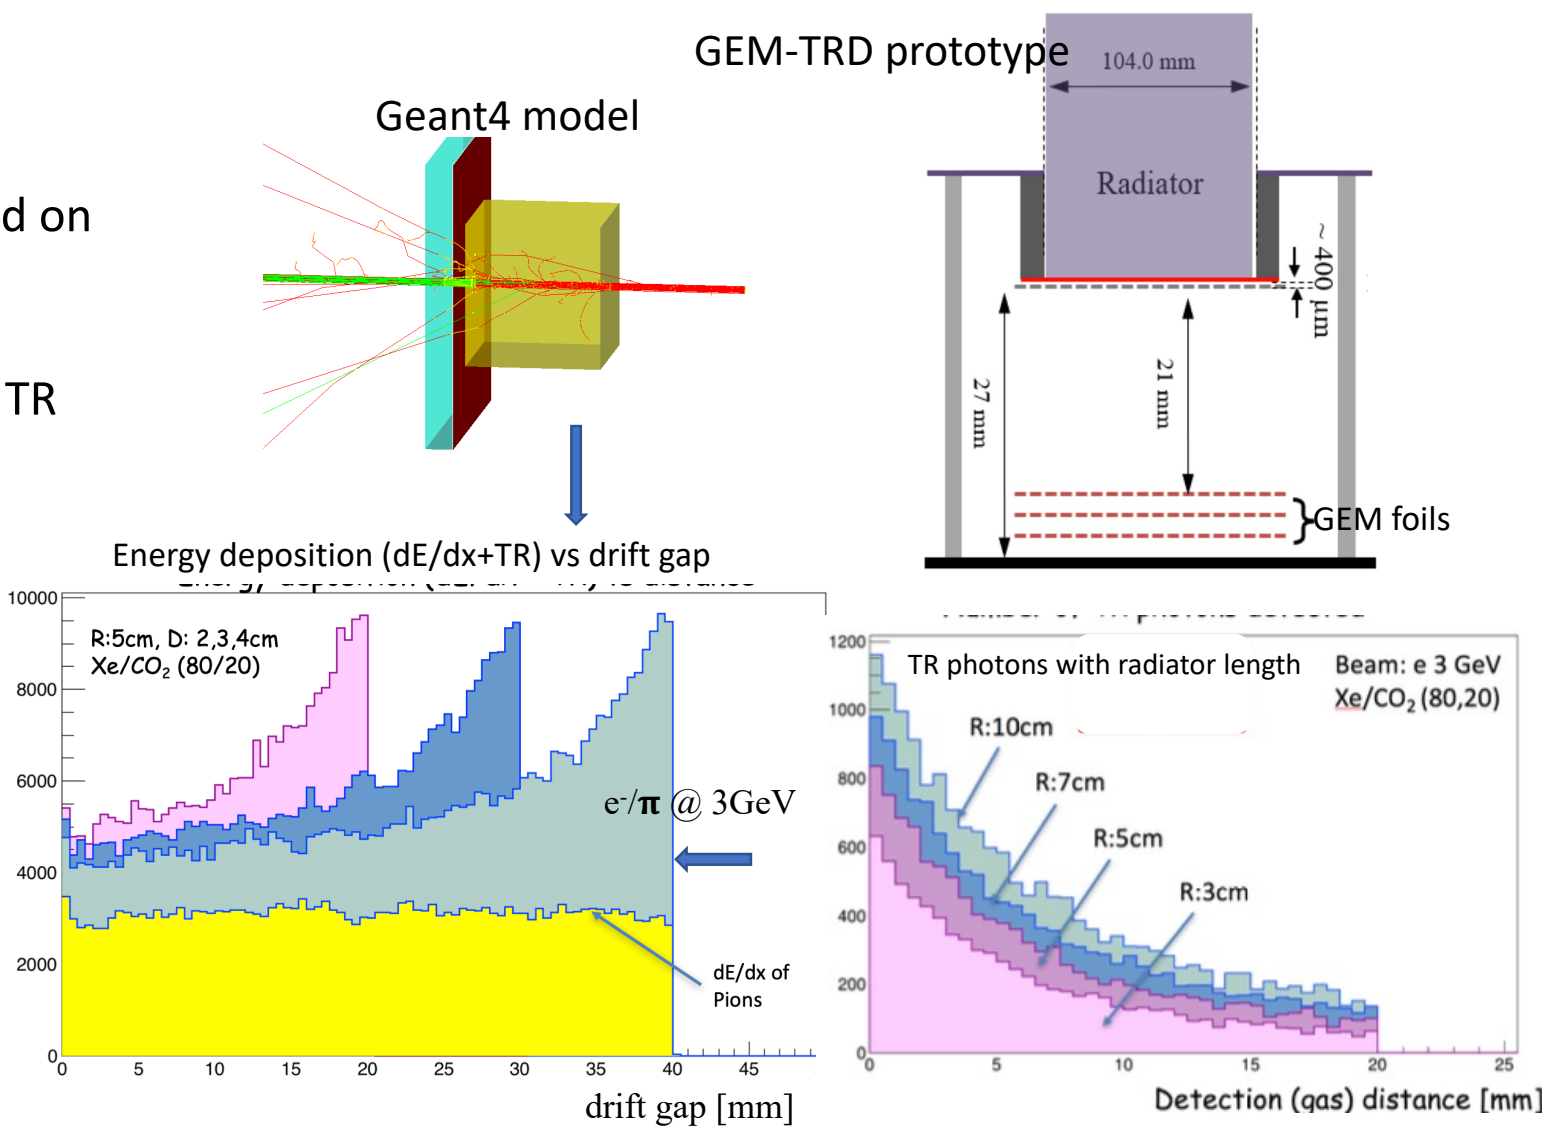 GEM-TRD prototype
Geant4 model
d on
TR
104.0 mm
Radiator
~ 400 μm
27 mm
21 mm
GEM foils
Energy deposition (dE/dx+TR) vs drift gap
10000
8000
6000
4000
2000
0
R:5cm, D: 2,3,4cm
Xe/CO₂ (80/20)
e⁻/π @ 3GeV
dE/dx of
Pions
0 5 10 15 20 25 30 35 40 45
drift gap [mm]
1200
1000
800
600
400
200
0
TR photons with radiator length
Beam: e 3 GeV
Xe/CO₂ (80,20)
R:10cm
R:7cm
R:5cm
R:3cm
0 5 10 15 20 25
Detection (gas) distance [mm]